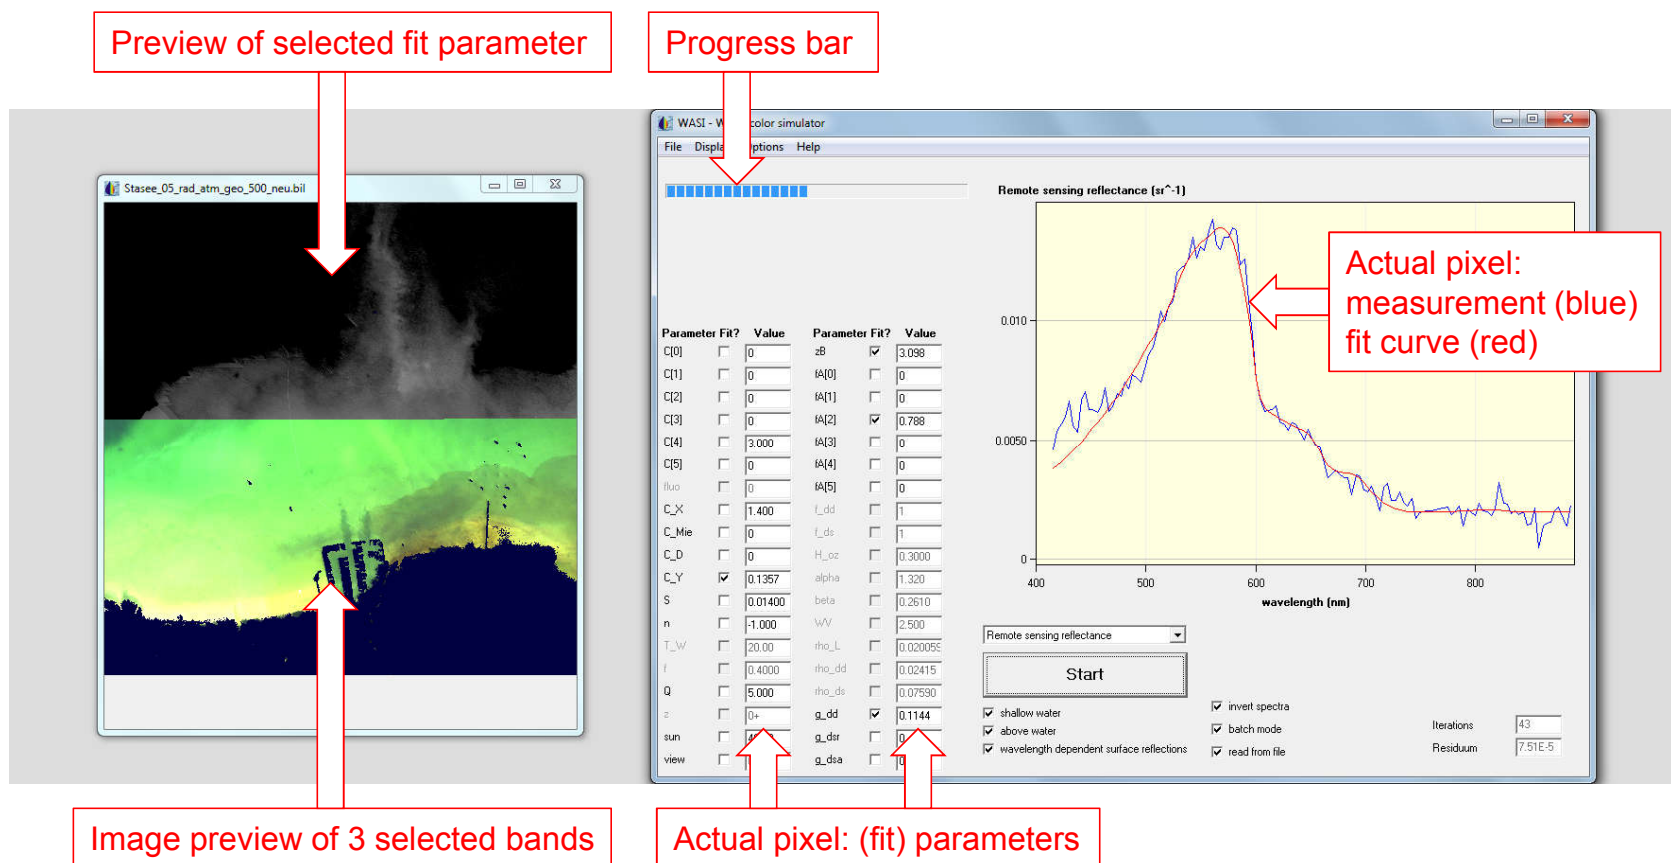 Preview of selected fit parameter
Progress bar
WASI - W color simulator
File Displa ptions Help
Stasee_05_rad_atm_geo_500_neu.bil
Remote sensing reflectance (sr^-1)
Actual pixel:
measurement (blue)
fit curve (red)
0.010
0.0050
0
400 500 600 700 800
wavelength (nm)
Parameter Fit? Value Parameter Fit? Value
C[0] 0 zB 3.098
C[1] 0 fA[0] 0
C[2] 0 fA[1] 0
C[3] 0 fA[2] 0.788
C[4] 3.000 fA[3] 0
C[5] 0 fA[4] 0
fluo 0 fA[5] 0
C_X 1.400 f_dd 1
C_Mie 0 f_ds 1
C_D 0 H_oz 0.3000
C_Y 0.1357 alpha 1.320
S 0.01400 beta 0.2610
n -1.000 WV 2.500
T_W 20.00 rho_L 0.020059
f 0.4000 rho_dd 0.02415
Q 5.000 rho_ds 0.07590
z 0+ g_dd 0.1144
sun g_dsr 0
view g_dsa 0
Remote sensing reflectance
Start
shallow water
above water
wavelength dependent surface reflections
invert spectra
batch mode
read from file
Iterations 43
Residuum 7.51E-5
Image preview of 3 selected bands
Actual pixel: (fit) parameters